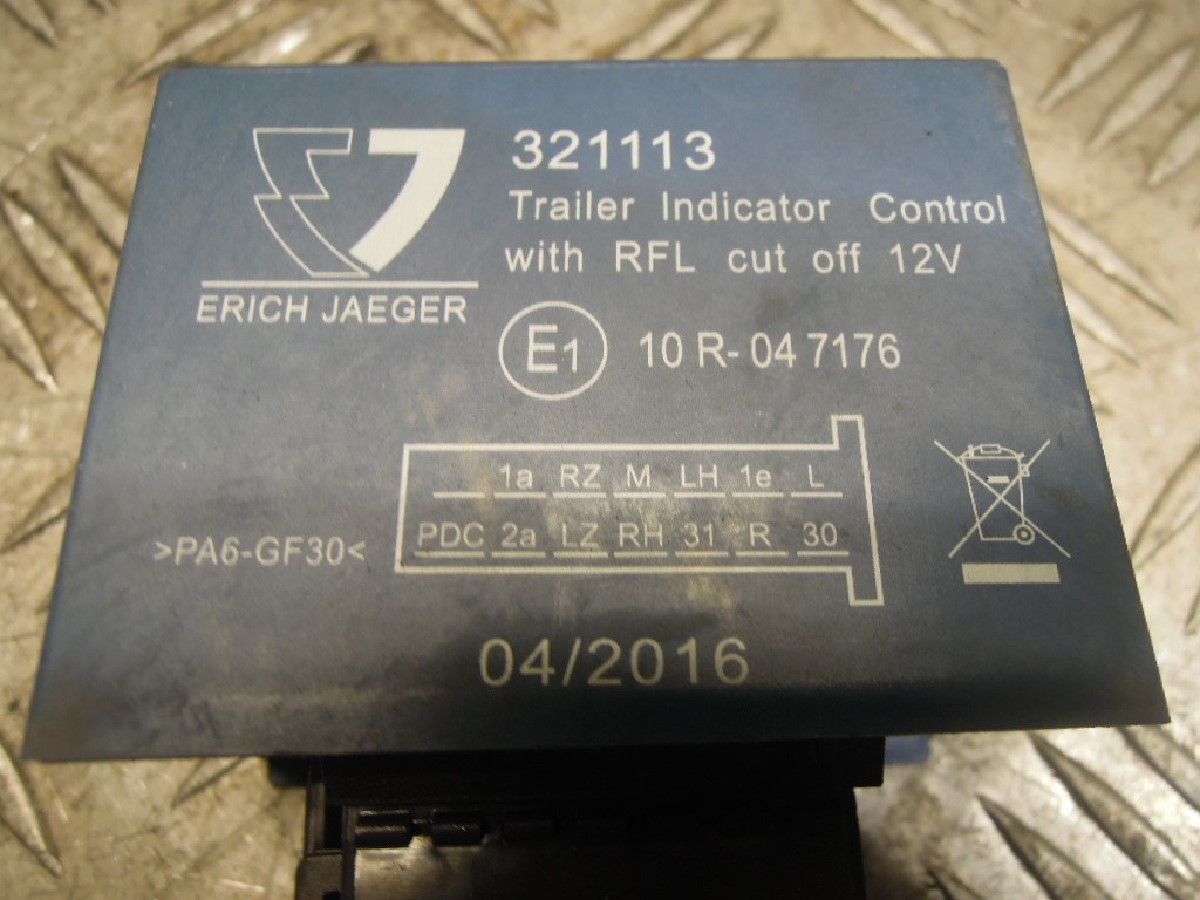 321113
Trailer Indicator Control
with RFL cut off 12V
ERICH JAEGER
E1 10 R-04 7176
1a RZ M LH 1e L
PDC 2a LZ RH 31 R 30
>PA6-GF30<
04/2016